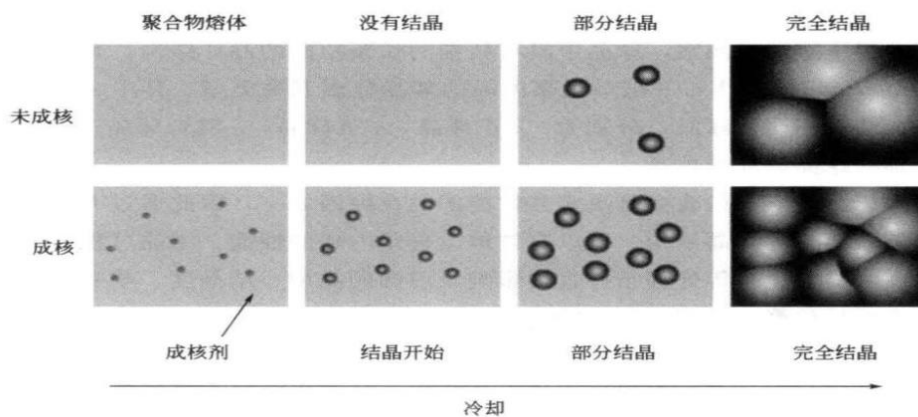 聚合物熔体 没有结晶 部分结晶 完全结晶
未成核
成核
成核剂 结晶开始 部分结晶 完全结晶
冷却